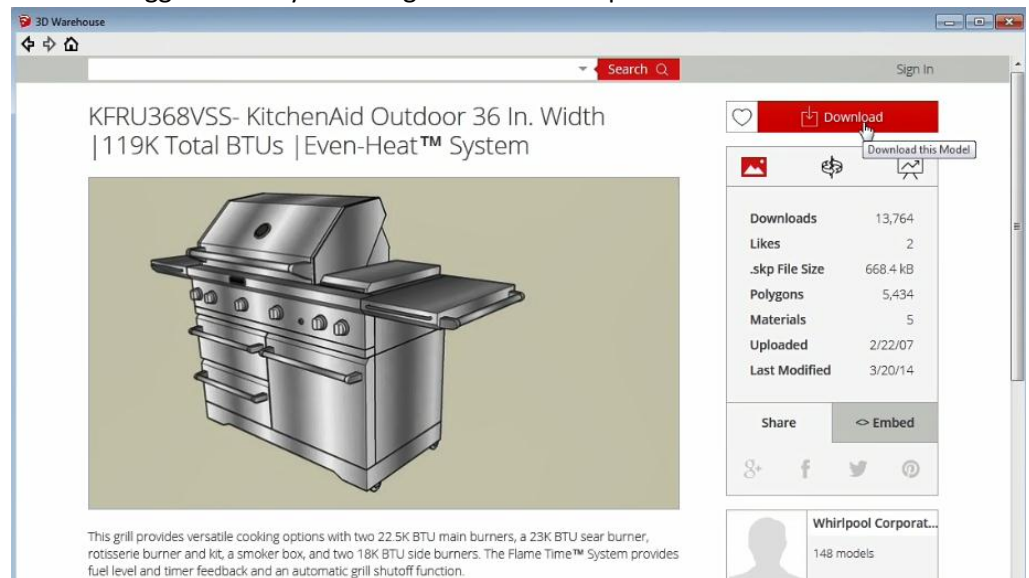 3D Warehouse
Search
Sign In
KFRU368VSS- KitchenAid Outdoor 36 In. Width
|119K Total BTUs |Even-Heat™ System
Download
Download this Model
Downloads 13,764
Likes 2
.skp File Size 668.4 kB
Polygons 5,434
Materials 5
Uploaded 2/22/07
Last Modified 3/20/14
Share <> Embed
8+ f
Whirlpool Corporat...
148 models
This grill provides versatile cooking options with two 22.5K BTU main burners, a 23K BTU sear burner,
rotisserie burner and kit, a smoker box, and two 18K BTU side burners. The Flame Time™ System provides
fuel level and timer feedback and an automatic grill shutoff function.